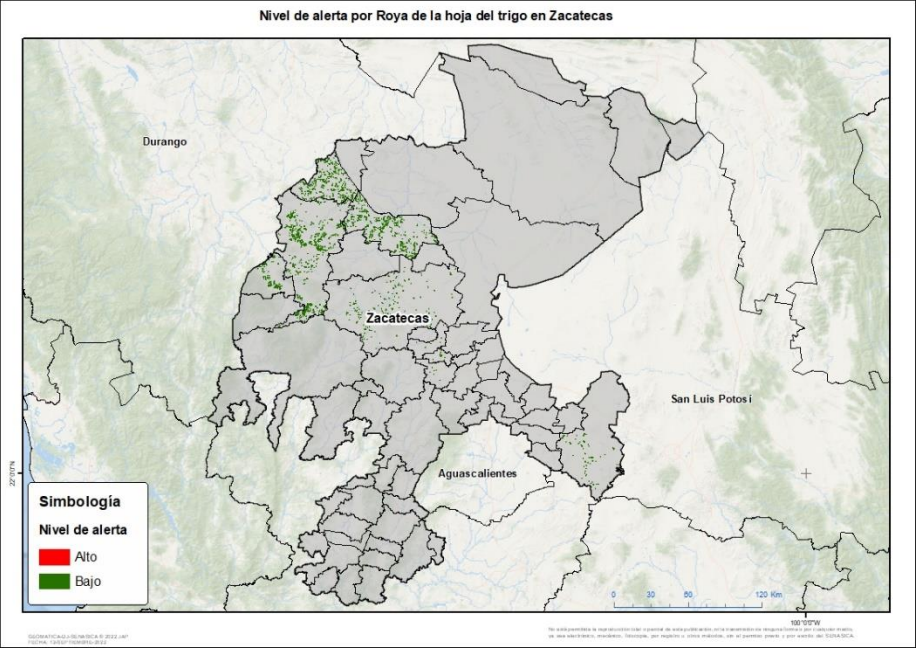 Nivel de alerta por Roya de la hoja del trigo en Zacatecas
Durango
Zacatecas
San Luis Potosi
Aguascalientes
22°0'0"N
Simbología
Nivel de alerta
Alto
Bajo
0 30 60 120 Km
100°0'0"W